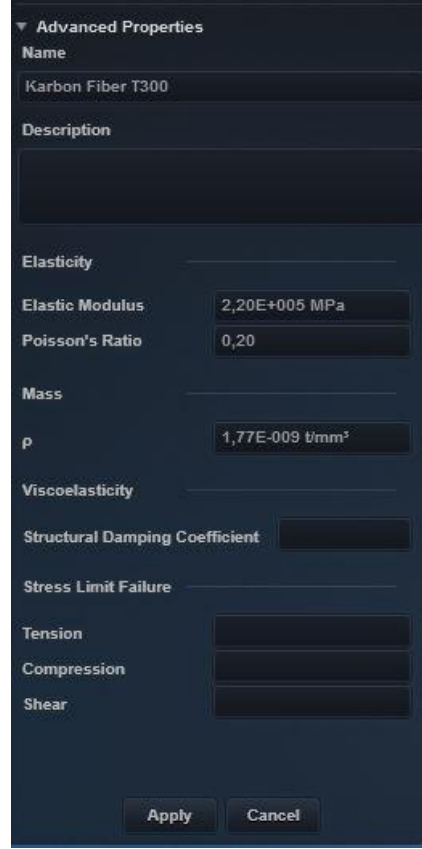 Advanced Properties
Name
Karbon Fiber T300
Description
Elasticity
Elastic Modulus 2,20E+005 MPa
Poisson's Ratio 0,20
Mass
ρ 1,77E-009 t/mm³
Viscoelasticity
Structural Damping Coefficient
Stress Limit Failure
Tension
Compression
Shear
Apply Cancel